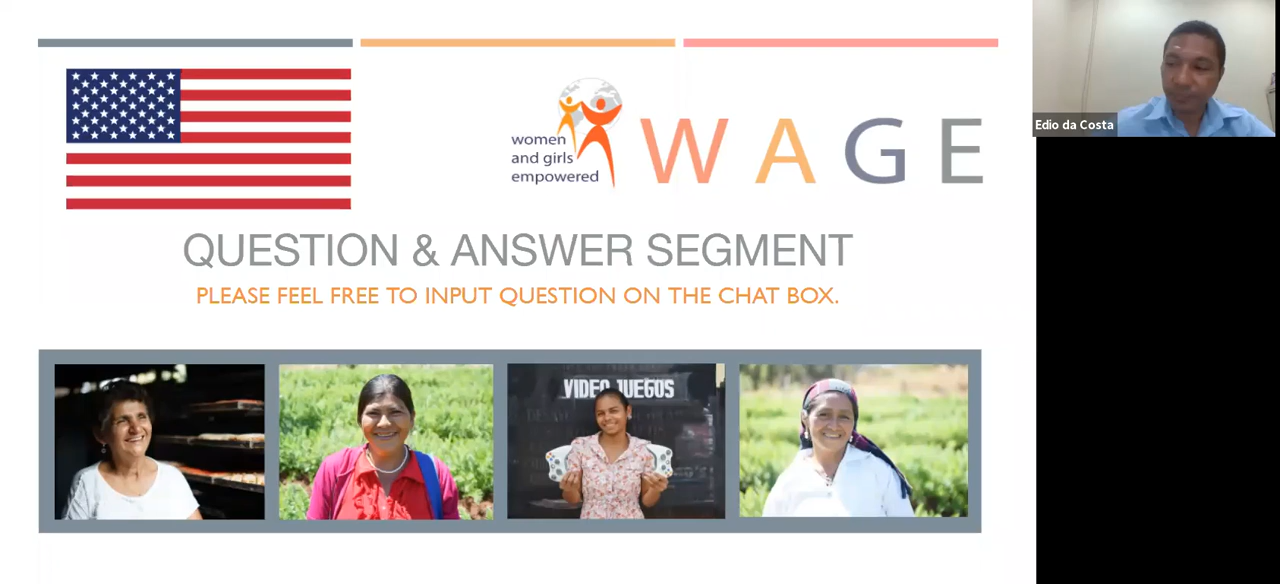 women
and girls
empowered
WAGE
QUESTION & ANSWER SEGMENT
PLEASE FEEL FREE TO INPUT QUESTION ON THE CHAT BOX.
VIDEO JUEGOS
Edio da Costa